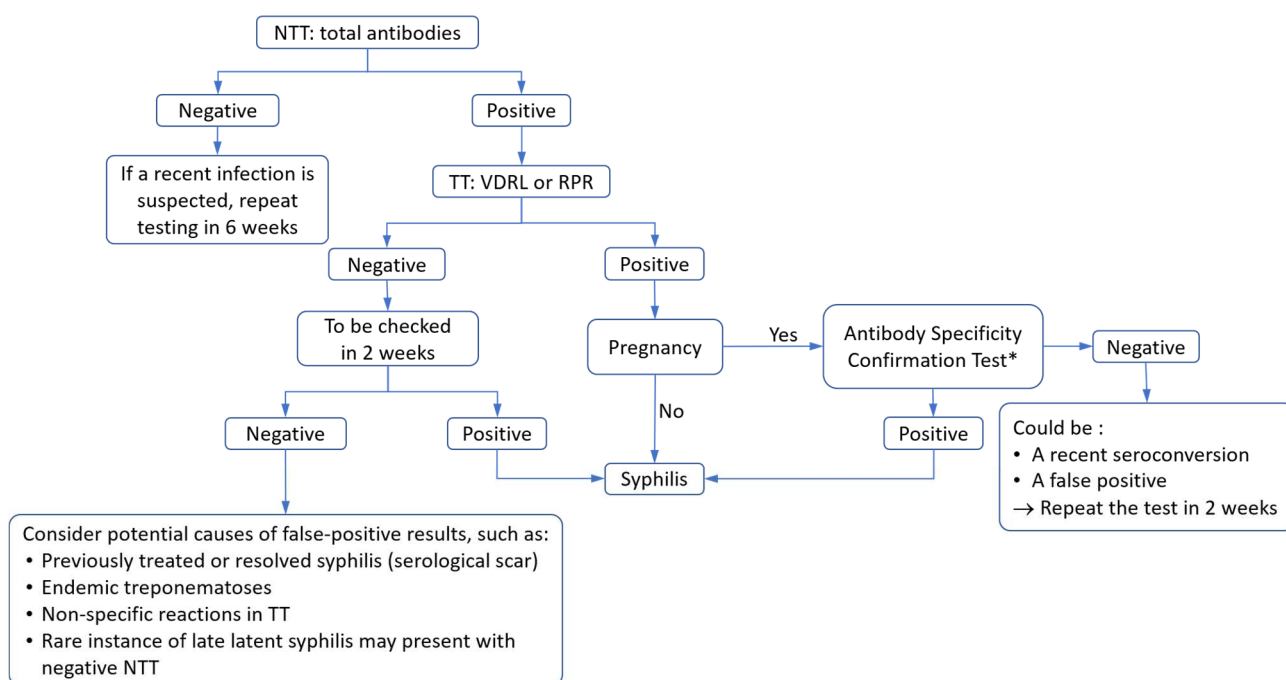 NTT: total antibodies
Negative
Positive
If a recent infection is
suspected, repeat
testing in 6 weeks
TT: VDRL or RPR
Negative
Positive
To be checked
in 2 weeks
Pregnancy
Yes
Antibody Specificity
Confirmation Test*
Negative
No
Negative
Positive
Positive
Syphilis
Could be :
• A recent seroconversion
• A false positive
→ Repeat the test in 2 weeks
Consider potential causes of false-positive results, such as:
• Previously treated or resolved syphilis (serological scar)
• Endemic treponematoses
• Non-specific reactions in TT
• Rare instance of late latent syphilis may present with
negative NTT